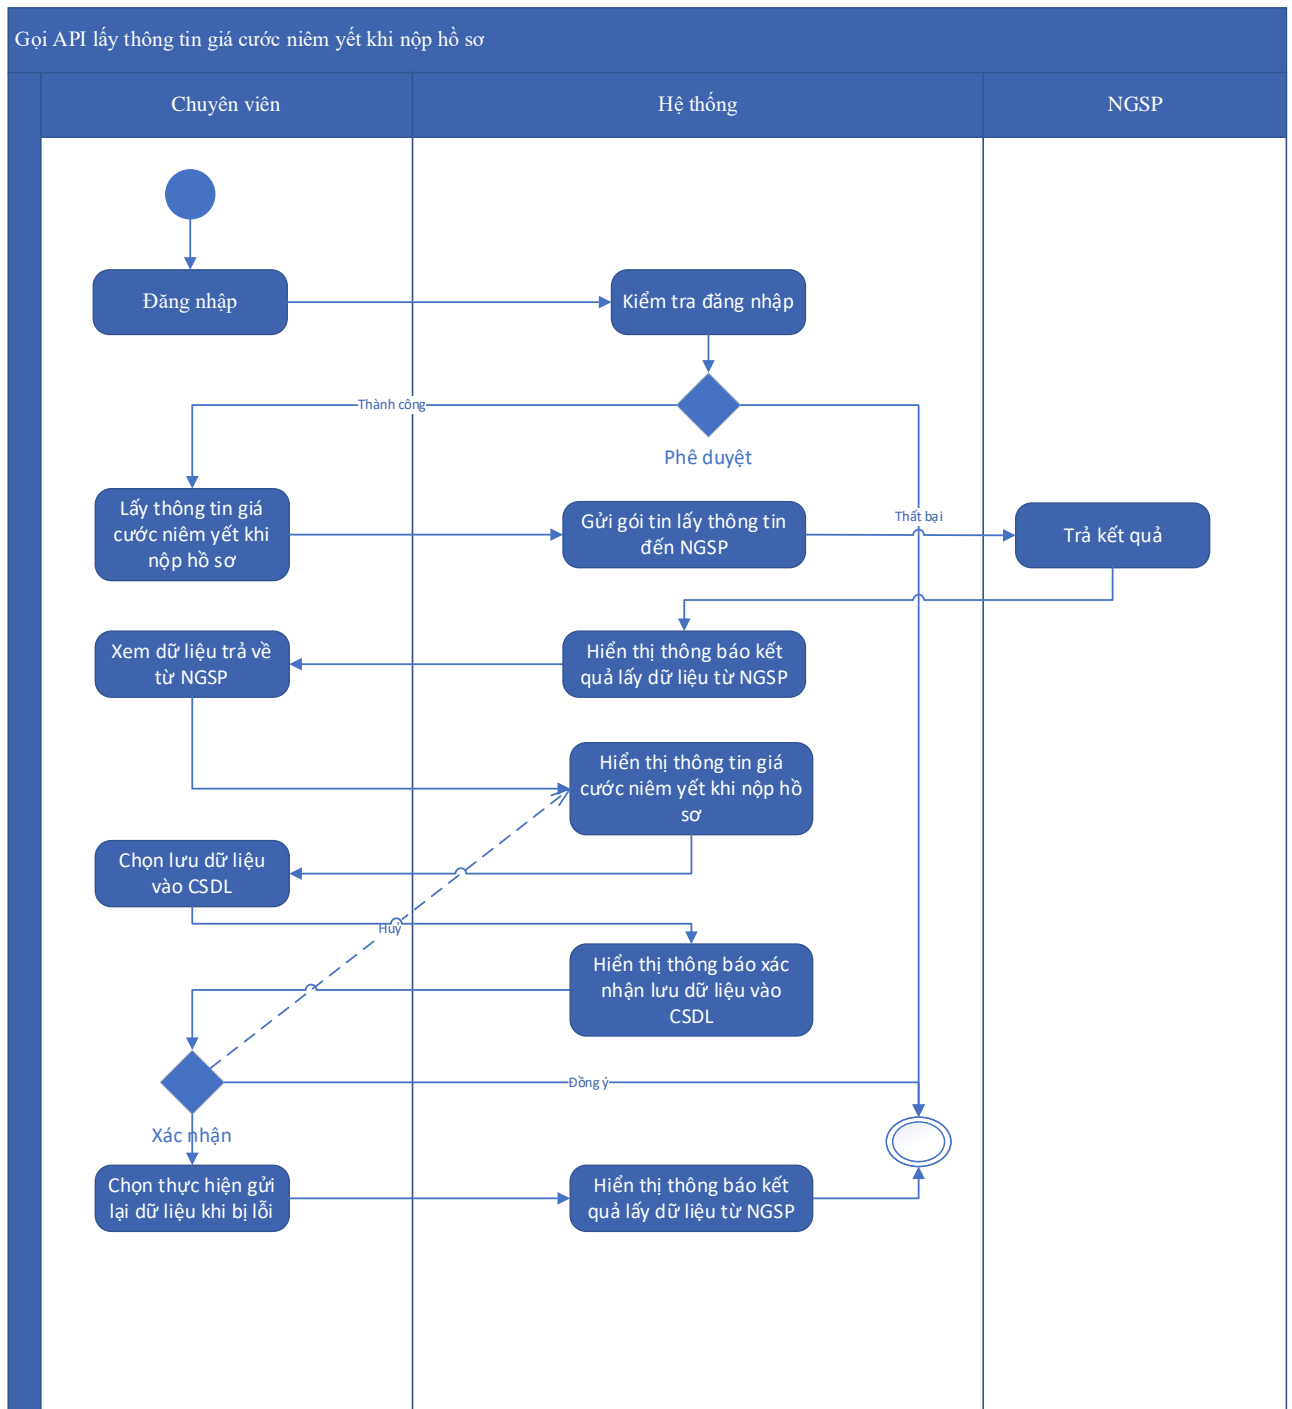 Gọi API lấy thông tin giá cước niêm yết khi nộp hồ sơ
Chuyên viên
Hệ thống
NGSP
Đăng nhập
Kiểm tra đăng nhập
Thành công
Phê duyệt
Lấy thông tin giá
cước niêm yết khi
nộp hồ sơ
Gửi gói tin lấy thông tin
đến NGSP
Thất bại
Trả kết quả
Xem dữ liệu trả về
từ NGSP
Hiển thị thông báo kết
quả lấy dữ liệu từ NGSP
Hiển thị thông tin giá
cước niêm yết khi nộp hồ
sơ
Chọn lưu dữ liệu
vào CSDL
Huỷ
Hiển thị thông báo xác
nhận lưu dữ liệu vào
CSDL
Đồng ý
Xác nhận
Chọn thực hiện gửi
lại dữ liệu khi bị lỗi
Hiển thị thông báo kết
quả lấy dữ liệu từ NGSP